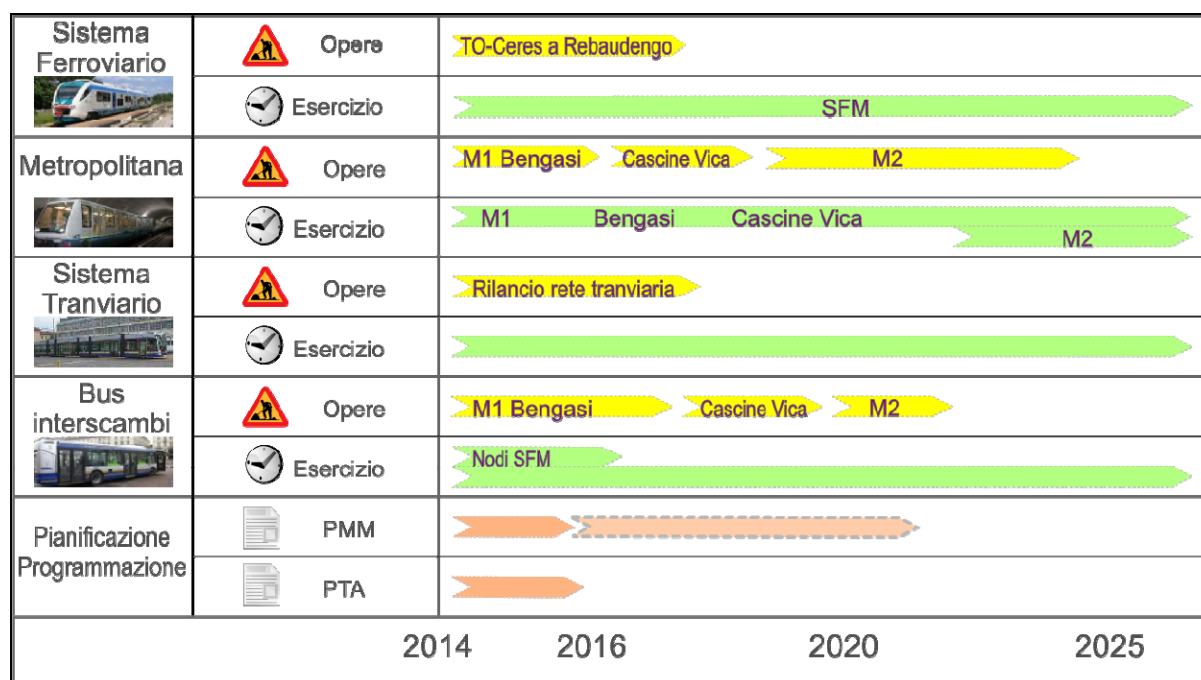 Sistema
Ferroviario
Opere
TO-Ceres a Rebaudengo
Esercizio
SFM
Metropolitana
Opere
M1 Bengasi
Cascine Vica
M2
Esercizio
M1
Bengasi
Cascine Vica
M2
Sistema
Tranviario
Opere
Rilancio rete tranviaria
Esercizio
Bus
interscambi
Opere
M1 Bengasi
Cascine Vica
M2
Esercizio
Nodi SFM
Pianificazione
Programmazione
PMM
PTA
2014
2016
2020
2025